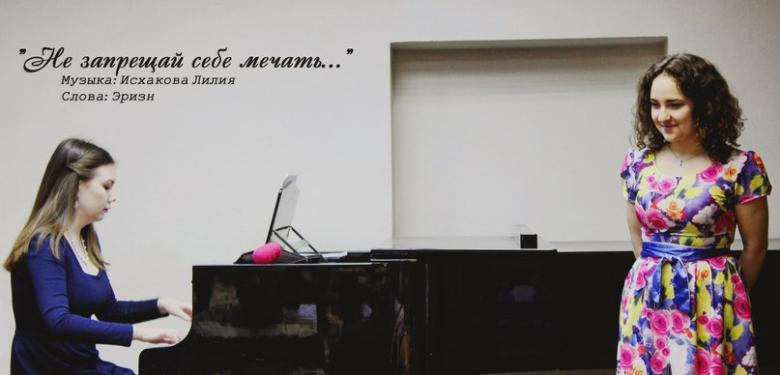 "Не запрещай себе мечать..."
Музыка: Исхакова Лилия
Слова: Эризн